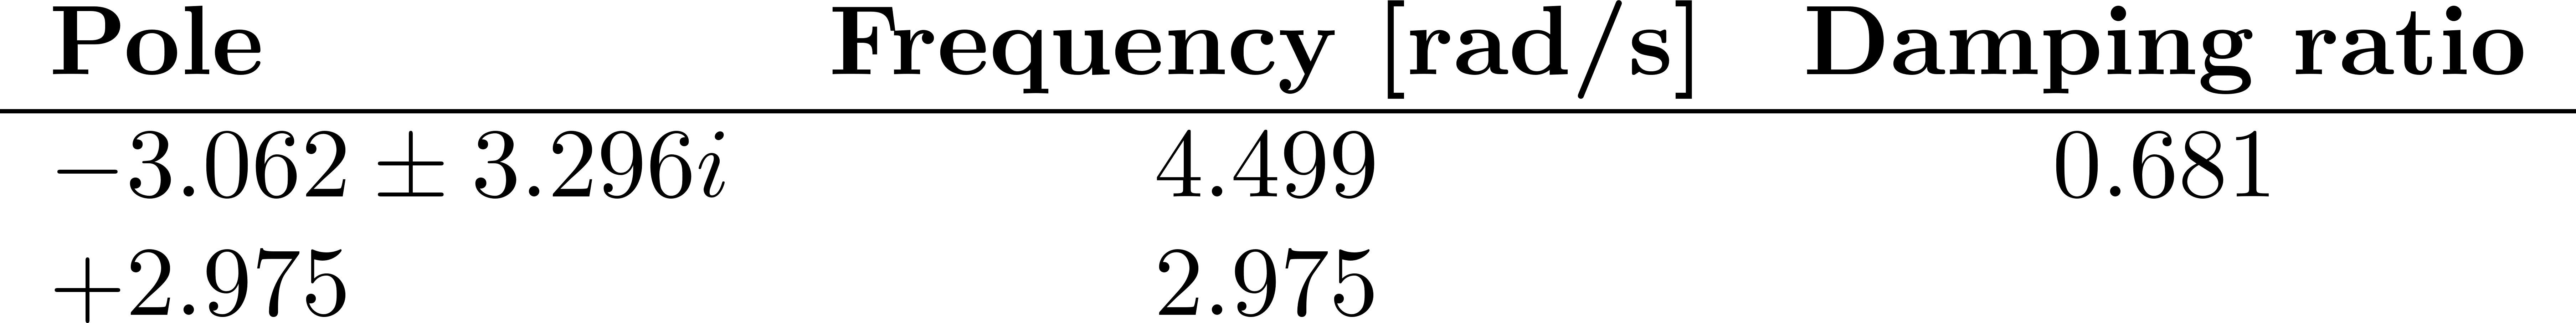 Pole Frequency [rad/s] Damping ratio
−3.062 ± 3.296i 4.499 0.681
+2.975 2.975